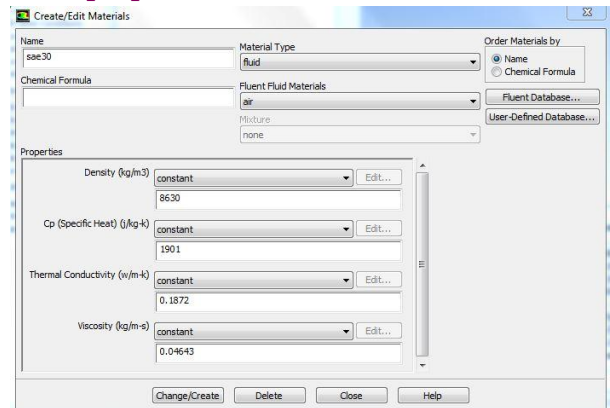 Create/Edit Materials
Name
sae30
Chemical Formula
Material Type
fluid
Fluent Fluid Materials
air
Mixture
none
Order Materials by
Name
Chemical Formula
Fluent Database...
User-Defined Database...
Properties
Density (kg/m3) constant Edit...
8630
Cp (Specific Heat) (j/kg-k) constant Edit...
1901
Thermal Conductivity (w/m-k) constant Edit...
0.1872
Viscosity (kg/m-s) constant Edit...
0.04643
Change/Create Delete Close Help